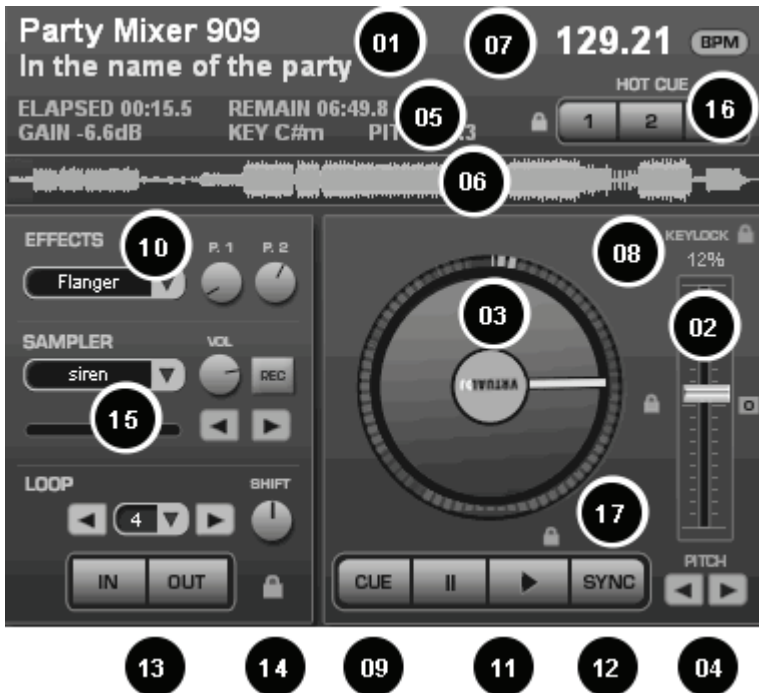 Party Mixer 909
01
07
129.21
BPM
In the name of the party
HOT CUE
ELAPSED 00:15.5
REMAIN 06:49.8
05
1
2
16
GAIN -6.6dB
KEY C#m
06
EFFECTS
10
P. 1
P. 2
08
KEYLOCK
12%
Flanger
03
02
SAMPLER
VOL
siren
REC
VIRTUALDJ
15
LOOP
SHIFT
17
4
IN
OUT
CUE
SYNC
PITCH
13
14
09
11
12
04